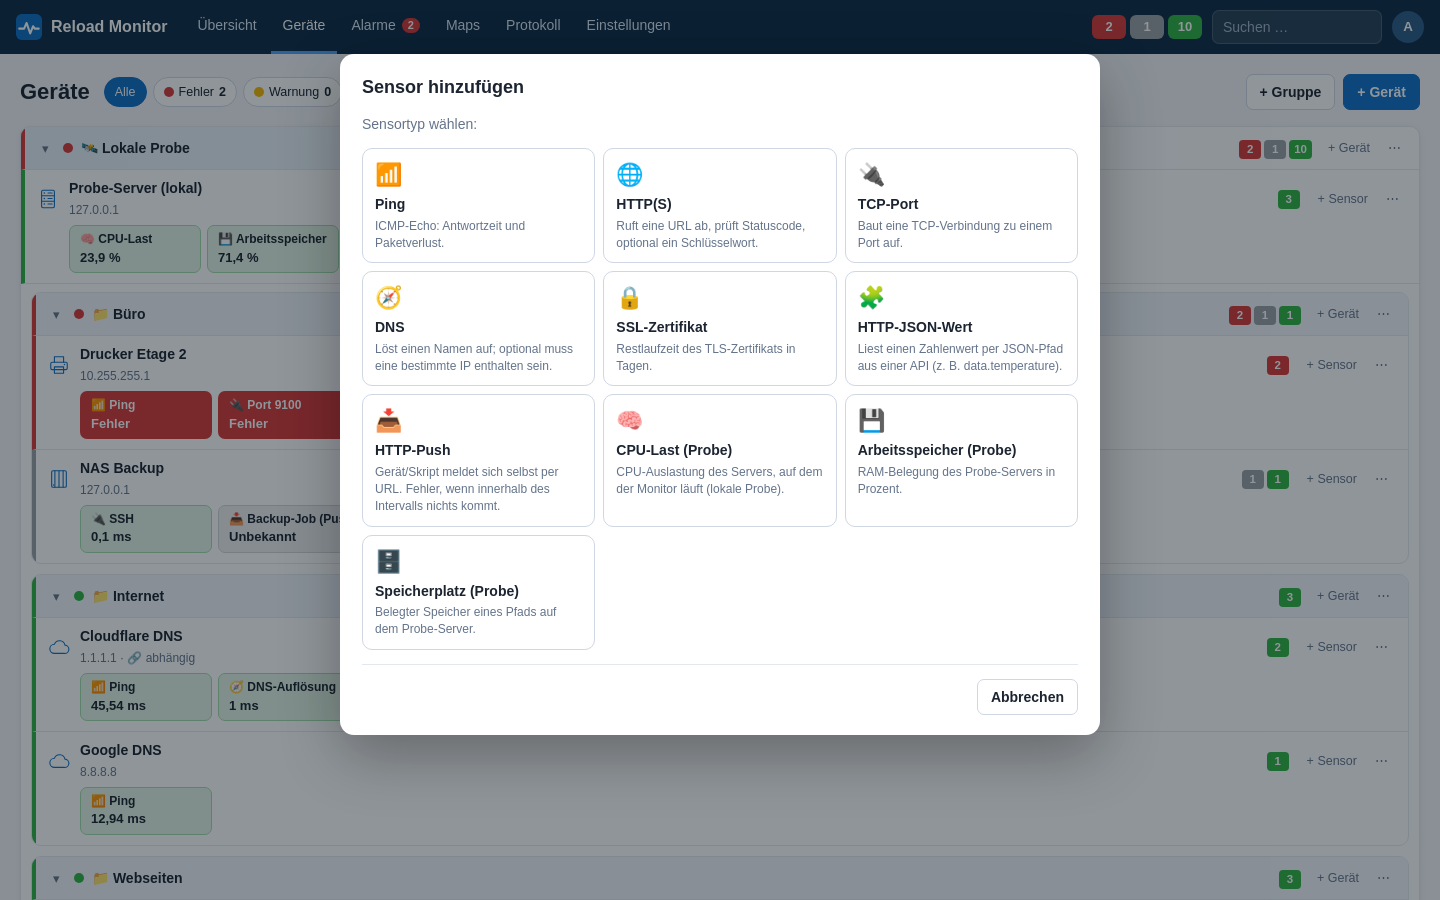 Reload Monitor
Übersicht
Geräte
Alarme 2
Maps
Protokoll
Einstellungen
2 1 10
Suchen …
A
Geräte
Alle
Fehler 2
Warnung 0
+ Gruppe
+ Gerät
Lokale Probe
2 1 10 + Gerät ⋯
Probe-Server (lokal)
127.0.0.1
3 + Sensor ⋯
CPU-Last
23,9 %
Arbeitsspeicher
71,4 %
Büro
2 1 1 + Gerät ⋯
Drucker Etage 2
10.255.255.1
2 + Sensor ⋯
Ping
Fehler
Port 9100
Fehler
NAS Backup
127.0.0.1
1 1 + Sensor ⋯
SSH
0,1 ms
Backup-Job (Pu
Unbekannt
Internet
3 + Gerät ⋯
Cloudflare DNS
1.1.1.1 · abhängig
2 + Sensor ⋯
Ping
45,54 ms
DNS-Auflösung
1 ms
Google DNS
8.8.8.8
1 + Sensor ⋯
Ping
12,94 ms
Webseiten
3 + Gerät ⋯
Sensor hinzufügen
Sensortyp wählen:
Ping
ICMP-Echo: Antwortzeit und
Paketverlust.
HTTP(S)
Ruft eine URL ab, prüft Statuscode,
optional ein Schlüsselwort.
TCP-Port
Baut eine TCP-Verbindung zu einem
Port auf.
DNS
Löst einen Namen auf; optional muss
eine bestimmte IP enthalten sein.
SSL-Zertifikat
Restlaufzeit des TLS-Zertifikats in
Tagen.
HTTP-JSON-Wert
Liest einen Zahlenwert per JSON-Pfad
aus einer API (z. B. data.temperature).
HTTP-Push
Gerät/Skript meldet sich selbst per
URL. Fehler, wenn innerhalb des
Intervalls nichts kommt.
CPU-Last (Probe)
CPU-Auslastung des Servers, auf dem
der Monitor läuft (lokale Probe).
Arbeitsspeicher (Probe)
RAM-Belegung des Probe-Servers in
Prozent.
Speicherplatz (Probe)
Belegter Speicher eines Pfads auf
dem Probe-Server.
Abbrechen